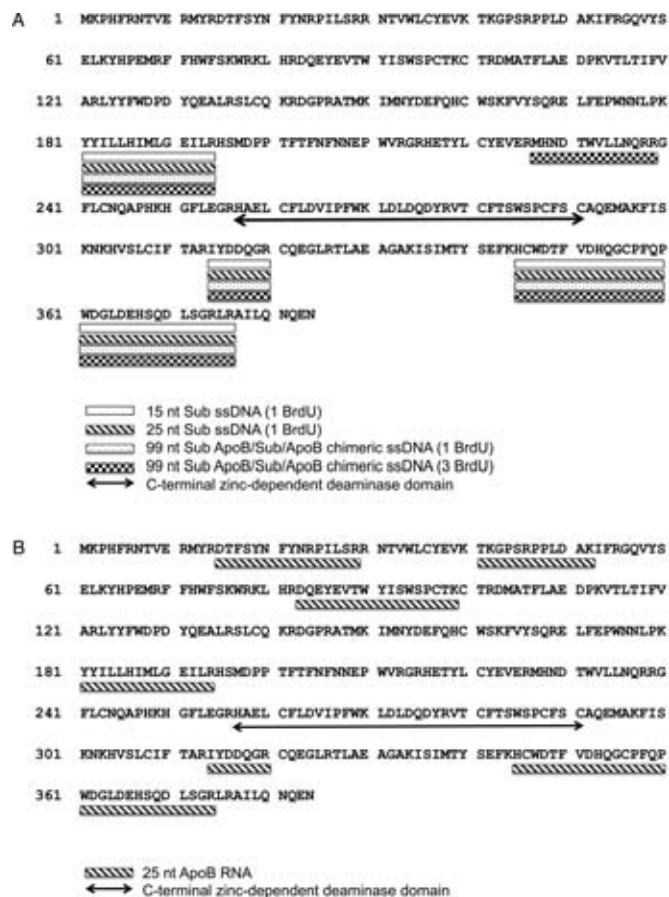 A
1 MKPHFRNTVE RMYRDTFSYN FYNRPILSRR NTVWLCYEVK TKGPSRPPLD AKIFRGQVYS
61 ELKYHPEMRF FHWFSKWRKL HRDQEYEVTW YISWSPCTKC TRDMATFLAE DPKVTLTIFV
121 ARLYYFWDPD YQEALRSLCQ KRDGPRATMK IMNYDEFQHC WSKFVYSQRE LFEPWNNLPK
181 YYILLHIMLG EILRHSMDPP TFTFNFNNEP WVRGRHETYL CYEVERMHND TWVLLNQRRG
241 FLCNQAPHKH GFLEGRHAEL CFLDVIPFWK LDLDQDYRVT CFTSWSPCFS CAQEMAKFIS
301 KNKHVSLCIF TARIYDDQGR CQEGLRTLAE AGAKISIMTY SEFKHCWDTF VDHQGCPFQP
361 WDGLDEHSQD LSGRLRAILQ NQEN
15 nt Sub ssDNA (1 BrdU)
25 nt Sub ssDNA (1 BrdU)
99 nt Sub ApoB/Sub/ApoB chimeric ssDNA (1 BrdU)
99 nt Sub ApoB/Sub/ApoB chimeric ssDNA (3 BrdU)
C-terminal zinc-dependent deaminase domain
B
1 MKPHFRNTVE RMYRDTFSYN FYNRPILSRR NTVWLCYEVK TKGPSRPPLD AKIFRGQVYS
61 ELKYHPEMRF FHWFSKWRKL HRDQEYEVTW YISWSPCTKC TRDMATFLAE DPKVTLTIFV
121 ARLYYFWDPD YQEALRSLCQ KRDGPRATMK IMNYDEFQHC WSKFVYSQRE LFEPWNNLPK
181 YYILLHIMLG EILRHSMDPP TFTFNFNNEP WVRGRHETYL CYEVERMHND TWVLLNQRRG
241 FLCNQAPHKH GFLEGRHAEL CFLDVIPFWK LDLDQDYRVT CFTSWSPCFS CAQEMAKFIS
301 KNKHVSLCIF TARIYDDQGR CQEGLRTLAE AGAKISIMTY SEFKHCWDTF VDHQGCPFQP
361 WDGLDEHSQD LSGRLRAILQ NQEN
25 nt ApoB RNA
C-terminal zinc-dependent deaminase domain